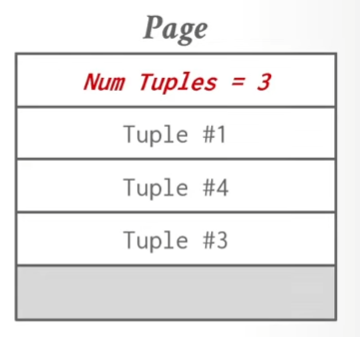 Page
Num Tuples = 3
Tuple #1
Tuple #4
Tuple #3